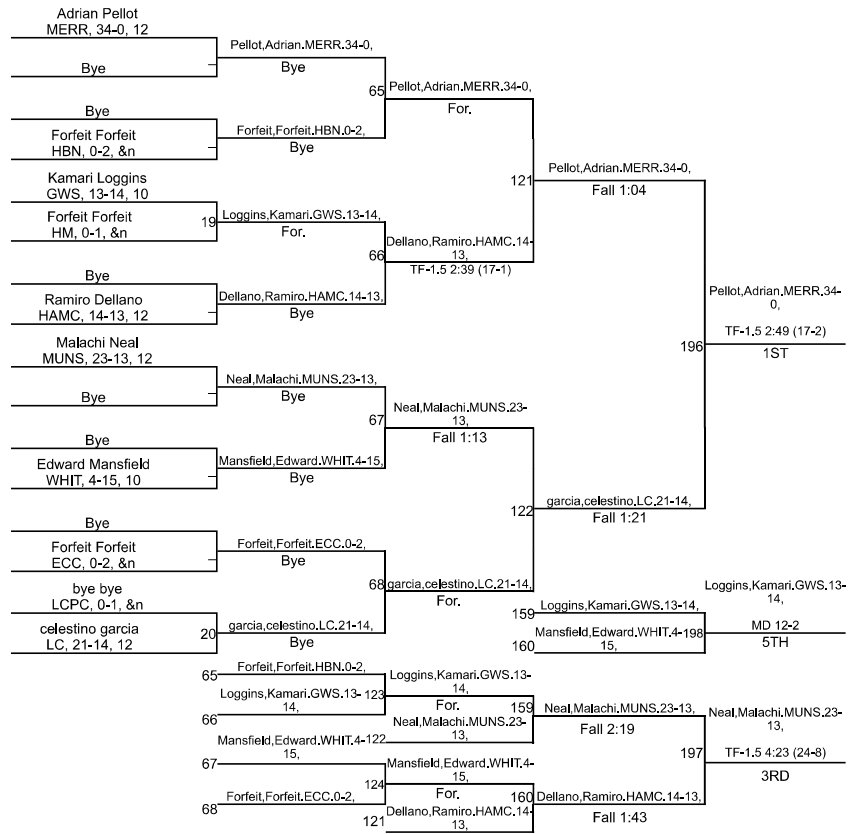 Adrian Pellot
MERR, 34-0, 12
Pellot,Adrian.MERR.34-0,
Bye
Bye
65
Pellot,Adrian.MERR.34-0,
For.
Bye
Forfeit Forfeit
HBN, 0-2, &n
Forfeit,Forfeit.HBN.0-2,
Bye
121
Pellot,Adrian.MERR.34-0,
Fall 1:04
Kamari Loggins
GWS, 13-14, 10
Forfeit Forfeit
HM, 0-1, &n
19
Loggins,Kamari.GWS.13-14,
For.
66
Dellano,Ramiro.HAMC.14-
13,
TF-1.5 2:39 (17-1)
Bye
Ramiro Dellano
HAMC, 14-13, 12
Dellano,Ramiro.HAMC.14-13,
Bye
Pellot,Adrian.MERR.34-
0,
196
TF-1.5 2:49 (17-2)
1ST
Malachi Neal
MUNS, 23-13, 12
Neal,Malachi.MUNS.23-13,
Bye
Bye
67
Neal,Malachi.MUNS.23-
13,
Fall 1:13
Bye
Edward Mansfield
WHIT, 4-15, 10
Mansfield,Edward.WHIT.4-15,
Bye
122
garcia,celestino.LC.21-14,
Fall 1:21
Bye
Forfeit Forfeit
ECC, 0-2, &n
Forfeit,Forfeit.ECC.0-2,
Bye
68
garcia,celestino.LC.21-14,
For.
bye bye
LCPC, 0-1, &n
celestino garcia
LC, 21-14, 12
20
garcia,celestino.LC.21-14,
Bye
159
Loggins,Kamari.GWS.13-14,
160
Mansfield,Edward.WHIT.4-
15,
198
Loggins,Kamari.GWS.13-
14,
MD 12-2
5TH
65
Forfeit,Forfeit.HBN.0-2,
66
Loggins,Kamari.GWS.13-
14,
123
Loggins,Kamari.GWS.13-
14,
For.
122
Neal,Malachi.MUNS.23-
13,
159
Neal,Malachi.MUNS.23-13,
Fall 2:19
67
Mansfield,Edward.WHIT.4-
15,
68
Forfeit,Forfeit.ECC.0-2,
124
Mansfield,Edward.WHIT.4-
15,
For.
121
Dellano,Ramiro.HAMC.14-
13,
160
Dellano,Ramiro.HAMC.14-13,
Fall 1:43
197
Neal,Malachi.MUNS.23-
13,
TF-1.5 4:23 (24-8)
3RD